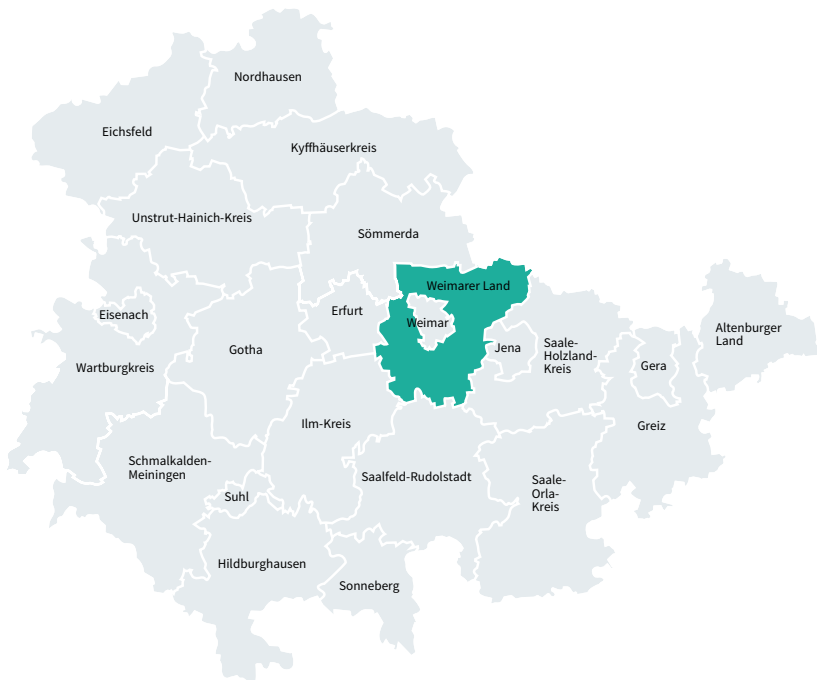 Nordhausen
Eichsfeld
Kyffhäuserkreis
Unstrut-Hainich-Kreis
Sömmerda
Weimarer Land
Eisenach
Erfurt
Weimar
Altenburger
Land
Gotha
Jena
Saale-
Holzland-
Kreis
Wartburgkreis
Gera
Ilm-Kreis
Greiz
Schmalkalden-
Meiningen
Saalfeld-Rudolstadt
Saale-
Orla-
Kreis
Suhl
Hildburghausen
Sonneberg